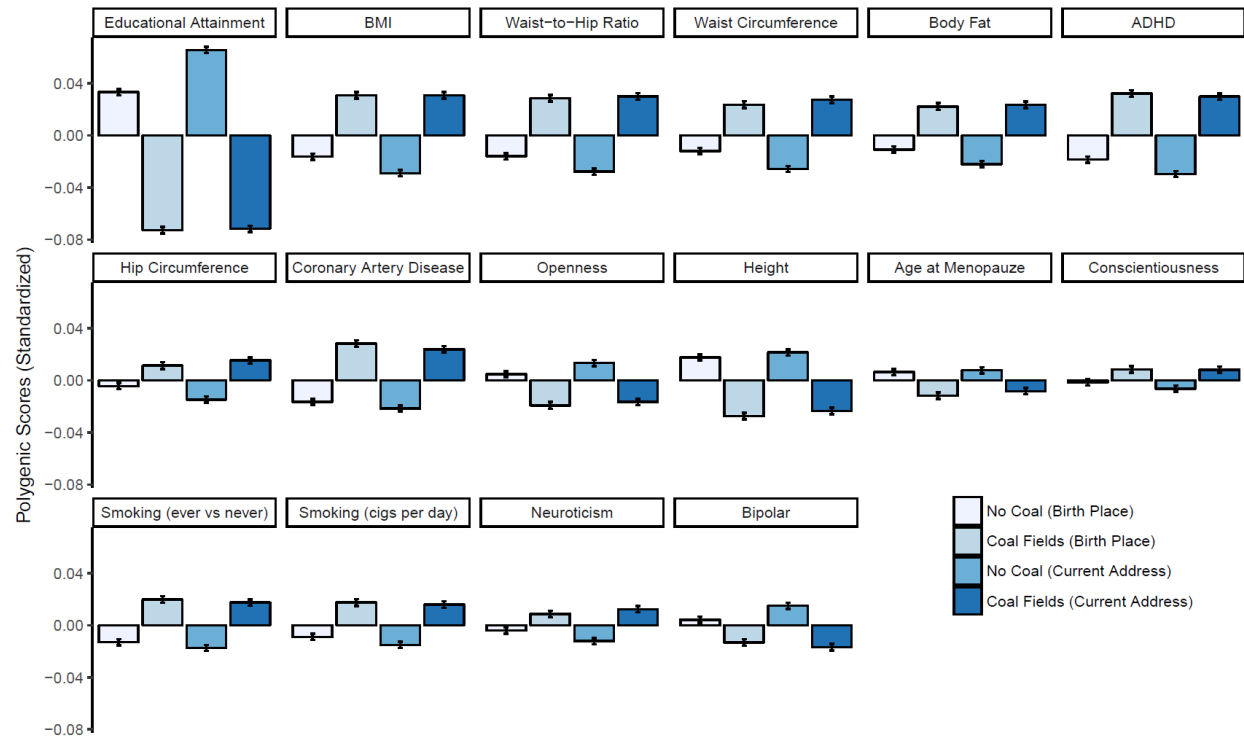 Educational Attainment
BMI
Waist−to−Hip Ratio
Waist Circumference
Body Fat
ADHD
0.04
0.00
−0.04
−0.08
Hip Circumference
Coronary Artery Disease
Openness
Height
Age at Menopauze
Conscientiousness
0.04
0.00
−0.04
−0.08
Polygenic Scores (Standardized)
Smoking (ever vs never)
Smoking (cigs per day)
Neuroticism
Bipolar
0.04
0.00
−0.04
−0.08
No Coal (Birth Place)
Coal Fields (Birth Place)
No Coal (Current Address)
Coal Fields (Current Address)